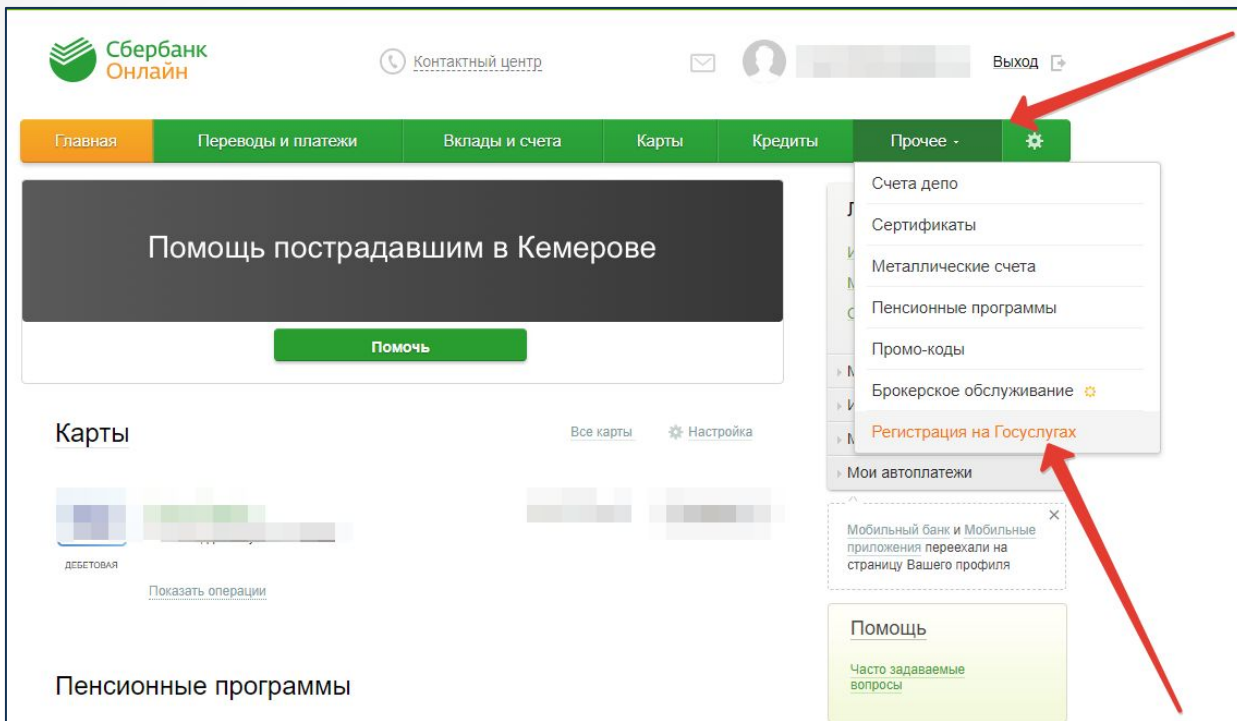 Сбербанк
Онлайн
Контактный центр
Выход
Главная
Переводы и платежи
Вклады и счета
Карты
Кредиты
Прочее
Счета депо
Сертификаты
Металлические счета
Пенсионные программы
Промо-коды
Брокерское обслуживание
Регистрация на Госуслугах
Мои автоплатежи
Помощь пострадавшим в Кемерове
Помочь
Карты
Все карты
Настройка
ДЕБЕТОВАЯ
Показать операции
Мобильный банк и Мобильные
приложения переехали на
страницу Вашего профиля
Помощь
Часто задаваемые
вопросы
Пенсионные программы